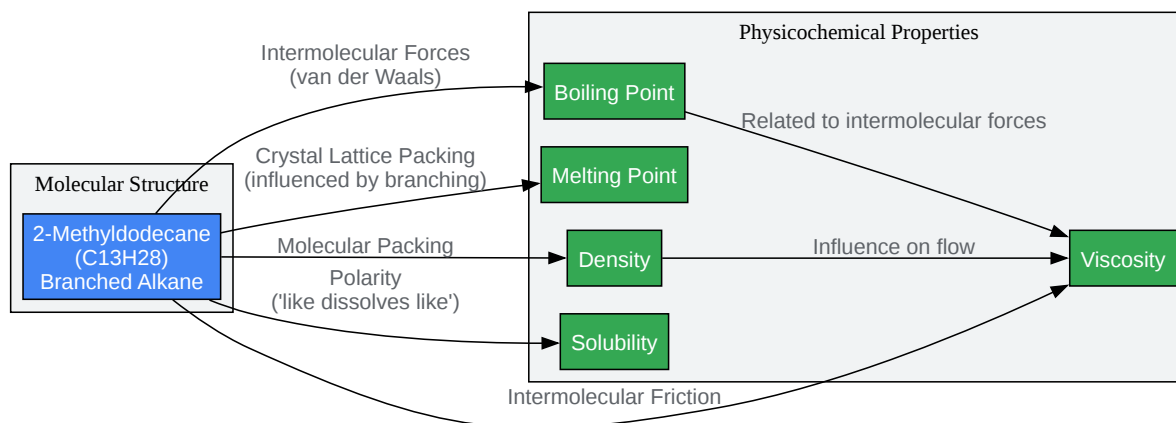 Physicochemical Properties
Intermolecular Forces
(van der Waals)
Boiling Point
Related to intermolecular forces
Crystal Lattice Packing
(influenced by branching)
Melting Point
Molecular Structure
2-Methyldodecane
(C13H28)
Branched Alkane
Molecular Packing
Density
Influence on flow
Viscosity
Polarity
('like dissolves like')
Solubility
Intermolecular Friction